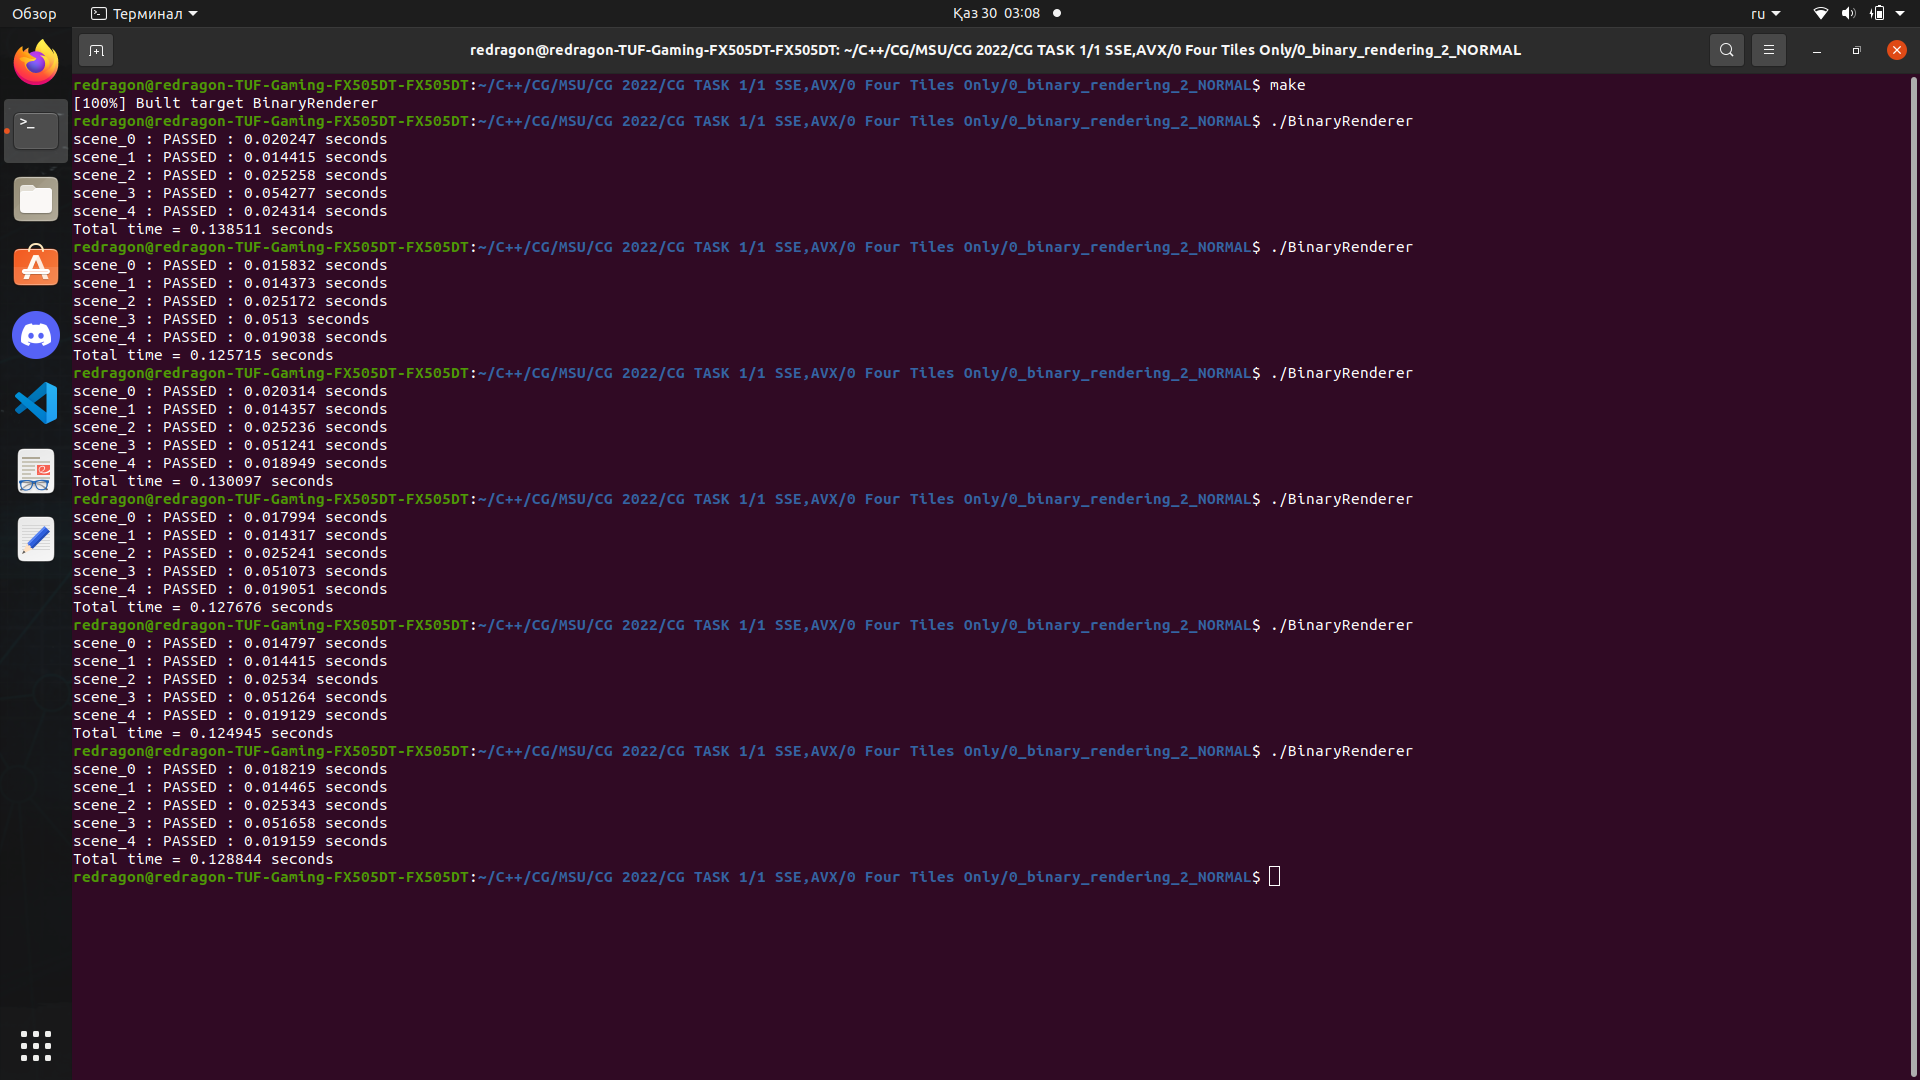 Обзор
Терминал
Қаз 30 03:08
ru
redragon@redragon-TUF-Gaming-FX505DT-FX505DT: ~/C++/CG/MSU/CG 2022/CG TASK 1/1 SSE,AVX/0 Four Tiles Only/0_binary_rendering_2_NORMAL
redragon@redragon-TUF-Gaming-FX505DT-FX505DT:~/C++/CG/MSU/CG 2022/CG TASK 1/1 SSE,AVX/0 Four Tiles Only/0_binary_rendering_2_NORMAL$ make
[100%] Built target BinaryRenderer
redragon@redragon-TUF-Gaming-FX505DT-FX505DT:~/C++/CG/MSU/CG 2022/CG TASK 1/1 SSE,AVX/0 Four Tiles Only/0_binary_rendering_2_NORMAL$ ./BinaryRenderer
scene_0 : PASSED : 0.020247 seconds
scene_1 : PASSED : 0.014415 seconds
scene_2 : PASSED : 0.025258 seconds
scene_3 : PASSED : 0.054277 seconds
scene_4 : PASSED : 0.024314 seconds
Total time = 0.138511 seconds
redragon@redragon-TUF-Gaming-FX505DT-FX505DT:~/C++/CG/MSU/CG 2022/CG TASK 1/1 SSE,AVX/0 Four Tiles Only/0_binary_rendering_2_NORMAL$ ./BinaryRenderer
scene_0 : PASSED : 0.015832 seconds
scene_1 : PASSED : 0.014373 seconds
scene_2 : PASSED : 0.025172 seconds
scene_3 : PASSED : 0.0513 seconds
scene_4 : PASSED : 0.019038 seconds
Total time = 0.125715 seconds
redragon@redragon-TUF-Gaming-FX505DT-FX505DT:~/C++/CG/MSU/CG 2022/CG TASK 1/1 SSE,AVX/0 Four Tiles Only/0_binary_rendering_2_NORMAL$ ./BinaryRenderer
scene_0 : PASSED : 0.020314 seconds
scene_1 : PASSED : 0.014357 seconds
scene_2 : PASSED : 0.025236 seconds
scene_3 : PASSED : 0.051241 seconds
scene_4 : PASSED : 0.018949 seconds
Total time = 0.130097 seconds
redragon@redragon-TUF-Gaming-FX505DT-FX505DT:~/C++/CG/MSU/CG 2022/CG TASK 1/1 SSE,AVX/0 Four Tiles Only/0_binary_rendering_2_NORMAL$ ./BinaryRenderer
scene_0 : PASSED : 0.017994 seconds
scene_1 : PASSED : 0.014317 seconds
scene_2 : PASSED : 0.025241 seconds
scene_3 : PASSED : 0.051073 seconds
scene_4 : PASSED : 0.019051 seconds
Total time = 0.127676 seconds
redragon@redragon-TUF-Gaming-FX505DT-FX505DT:~/C++/CG/MSU/CG 2022/CG TASK 1/1 SSE,AVX/0 Four Tiles Only/0_binary_rendering_2_NORMAL$ ./BinaryRenderer
scene_0 : PASSED : 0.014797 seconds
scene_1 : PASSED : 0.014415 seconds
scene_2 : PASSED : 0.02534 seconds
scene_3 : PASSED : 0.051264 seconds
scene_4 : PASSED : 0.019129 seconds
Total time = 0.124945 seconds
redragon@redragon-TUF-Gaming-FX505DT-FX505DT:~/C++/CG/MSU/CG 2022/CG TASK 1/1 SSE,AVX/0 Four Tiles Only/0_binary_rendering_2_NORMAL$ ./BinaryRenderer
scene_0 : PASSED : 0.018219 seconds
scene_1 : PASSED : 0.014465 seconds
scene_2 : PASSED : 0.025343 seconds
scene_3 : PASSED : 0.051658 seconds
scene_4 : PASSED : 0.019159 seconds
Total time = 0.128844 seconds
redragon@redragon-TUF-Gaming-FX505DT-FX505DT:~/C++/CG/MSU/CG 2022/CG TASK 1/1 SSE,AVX/0 Four Tiles Only/0_binary_rendering_2_NORMAL$